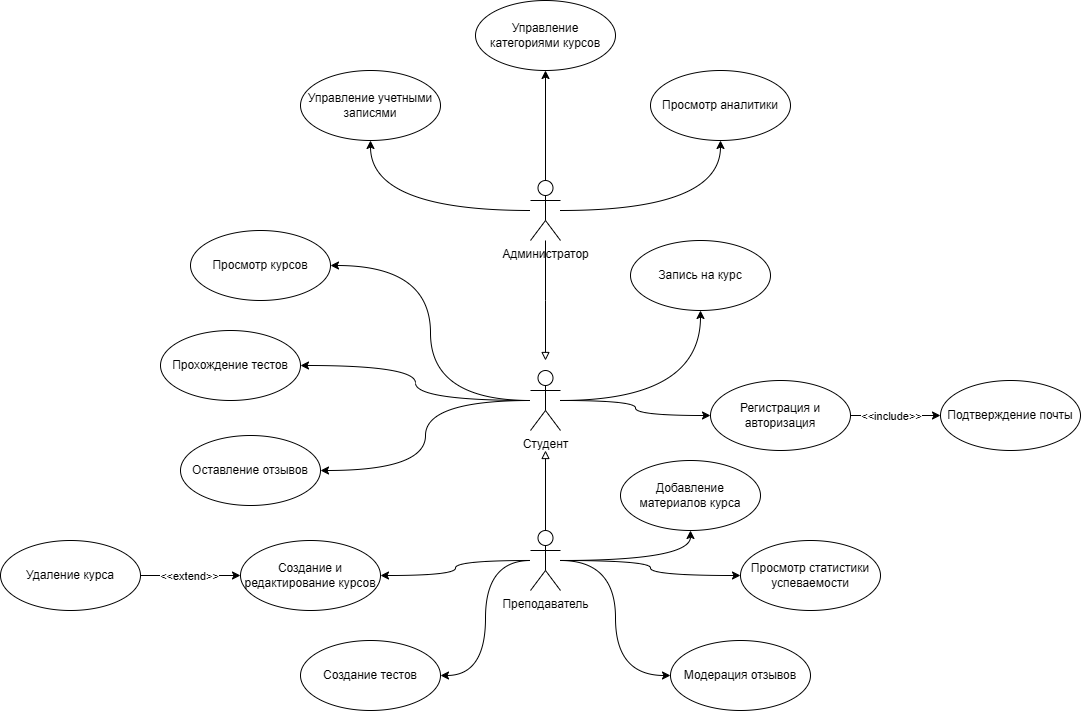 Управление
категориями курсов
Управление учетными
записями
Просмотр аналитики
Администратор
Просмотр курсов
Запись на курс
Прохождение тестов
Регистрация и
авторизация
<<include>>
Подтверждение почты
Студент
Оставление отзывов
Добавление
материалов курса
Удаление курса
<<extend>>
Создание и
редактирование курсов
Просмотр статистики
успеваемости
Преподаватель
Создание тестов
Модерация отзывов